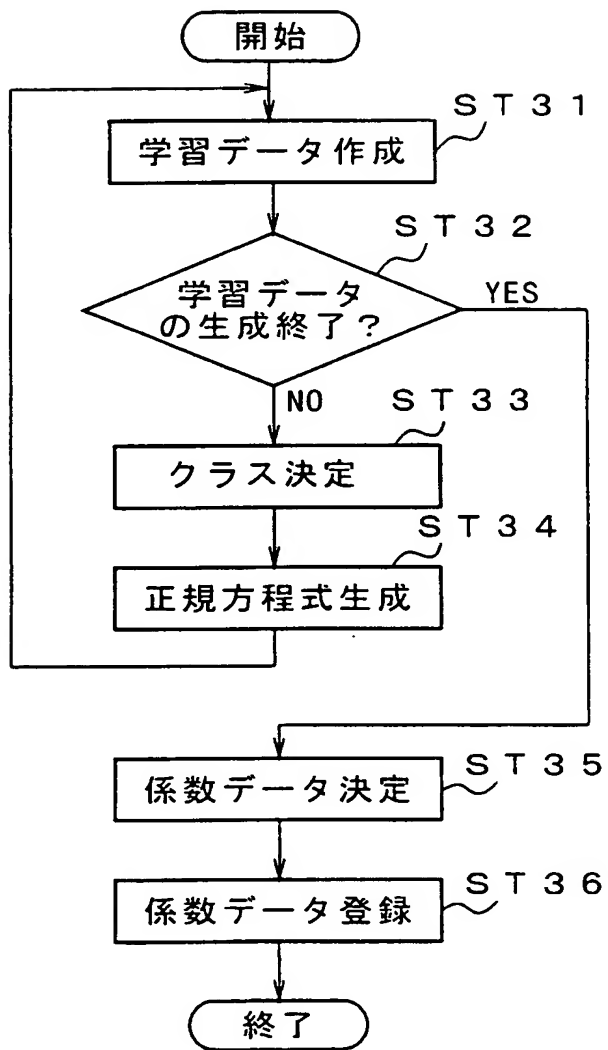 開始
ST31
学習データ作成
ST32
学習データ
の生成終了?
YES
NO
ST33
クラス決定
ST34
正規方程式生成
ST35
係数データ決定
ST36
係数データ登録
終了